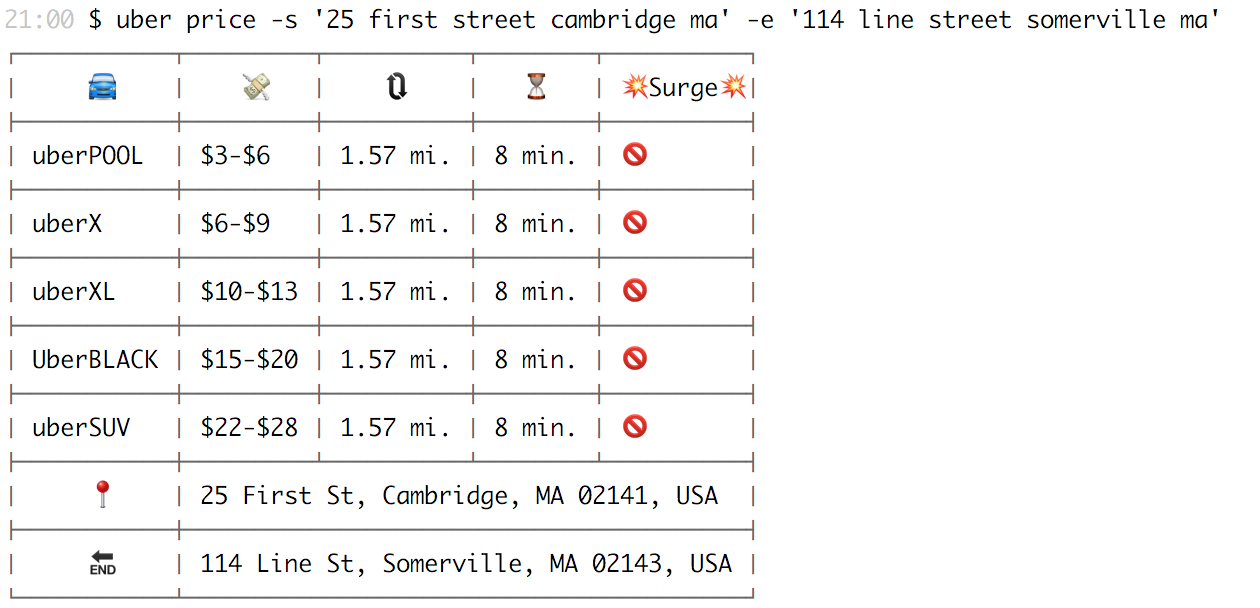 21:00 $ uber price -s '25 first street cambridge ma' -e '114 line street somerville ma'
💥Surge💥
uberPOOL $3-$6 1.57 mi. 8 min.
uberX $6-$9 1.57 mi. 8 min.
uberXL $10-$13 1.57 mi. 8 min.
UberBLACK $15-$20 1.57 mi. 8 min.
uberSUV $22-$28 1.57 mi. 8 min.
25 First St, Cambridge, MA 02141, USA
END 114 Line St, Somerville, MA 02143, USA